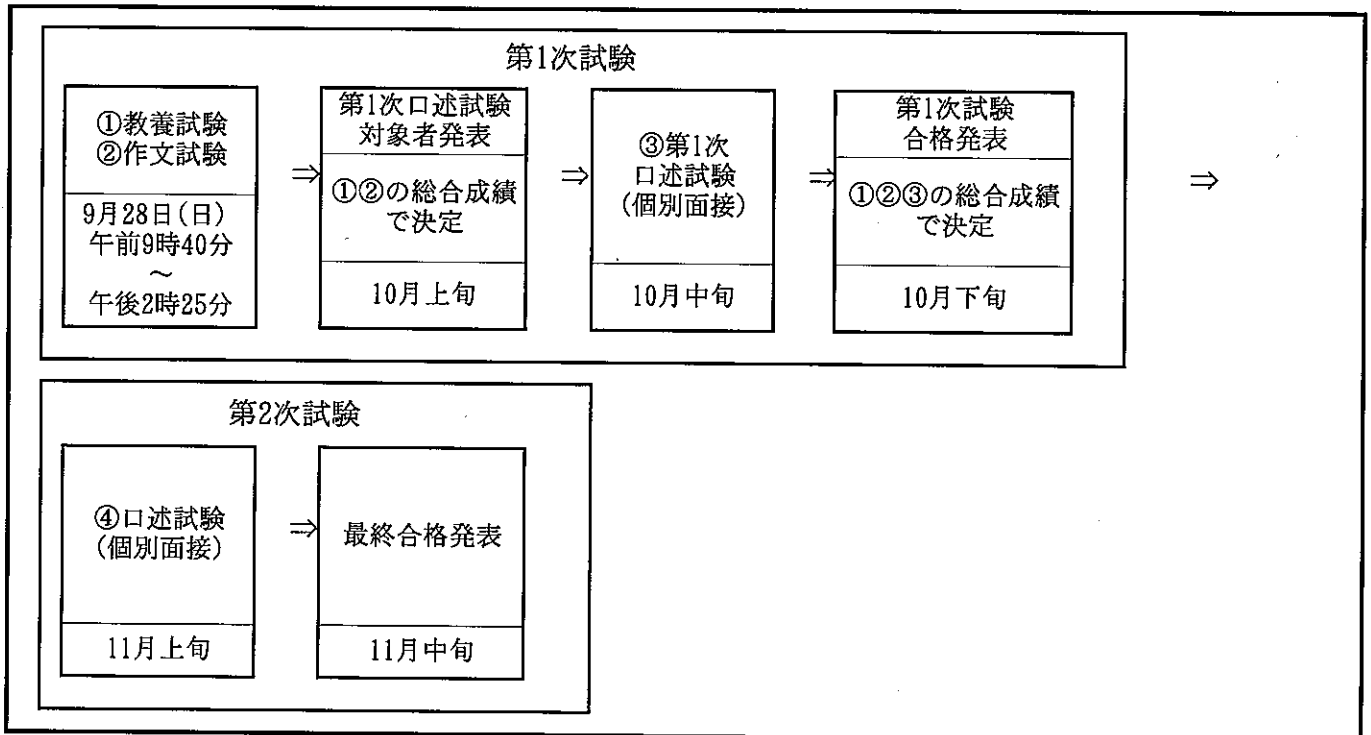 第1次試験
①教養試験
②作文試験
9月28日(日)
午前9時40分
～
午後2時25分
⇒
第1次口述試験
対象者発表
①②の総合成績
で決定
10月上旬
⇒
③第1次
口述試験
(個別面接)
10月中旬
⇒
第1次試験
合格発表
①②③の総合成績
で決定
10月下旬
⇒
第2次試験
④口述試験
(個別面接)
11月上旬
⇒
最終合格発表
11月中旬